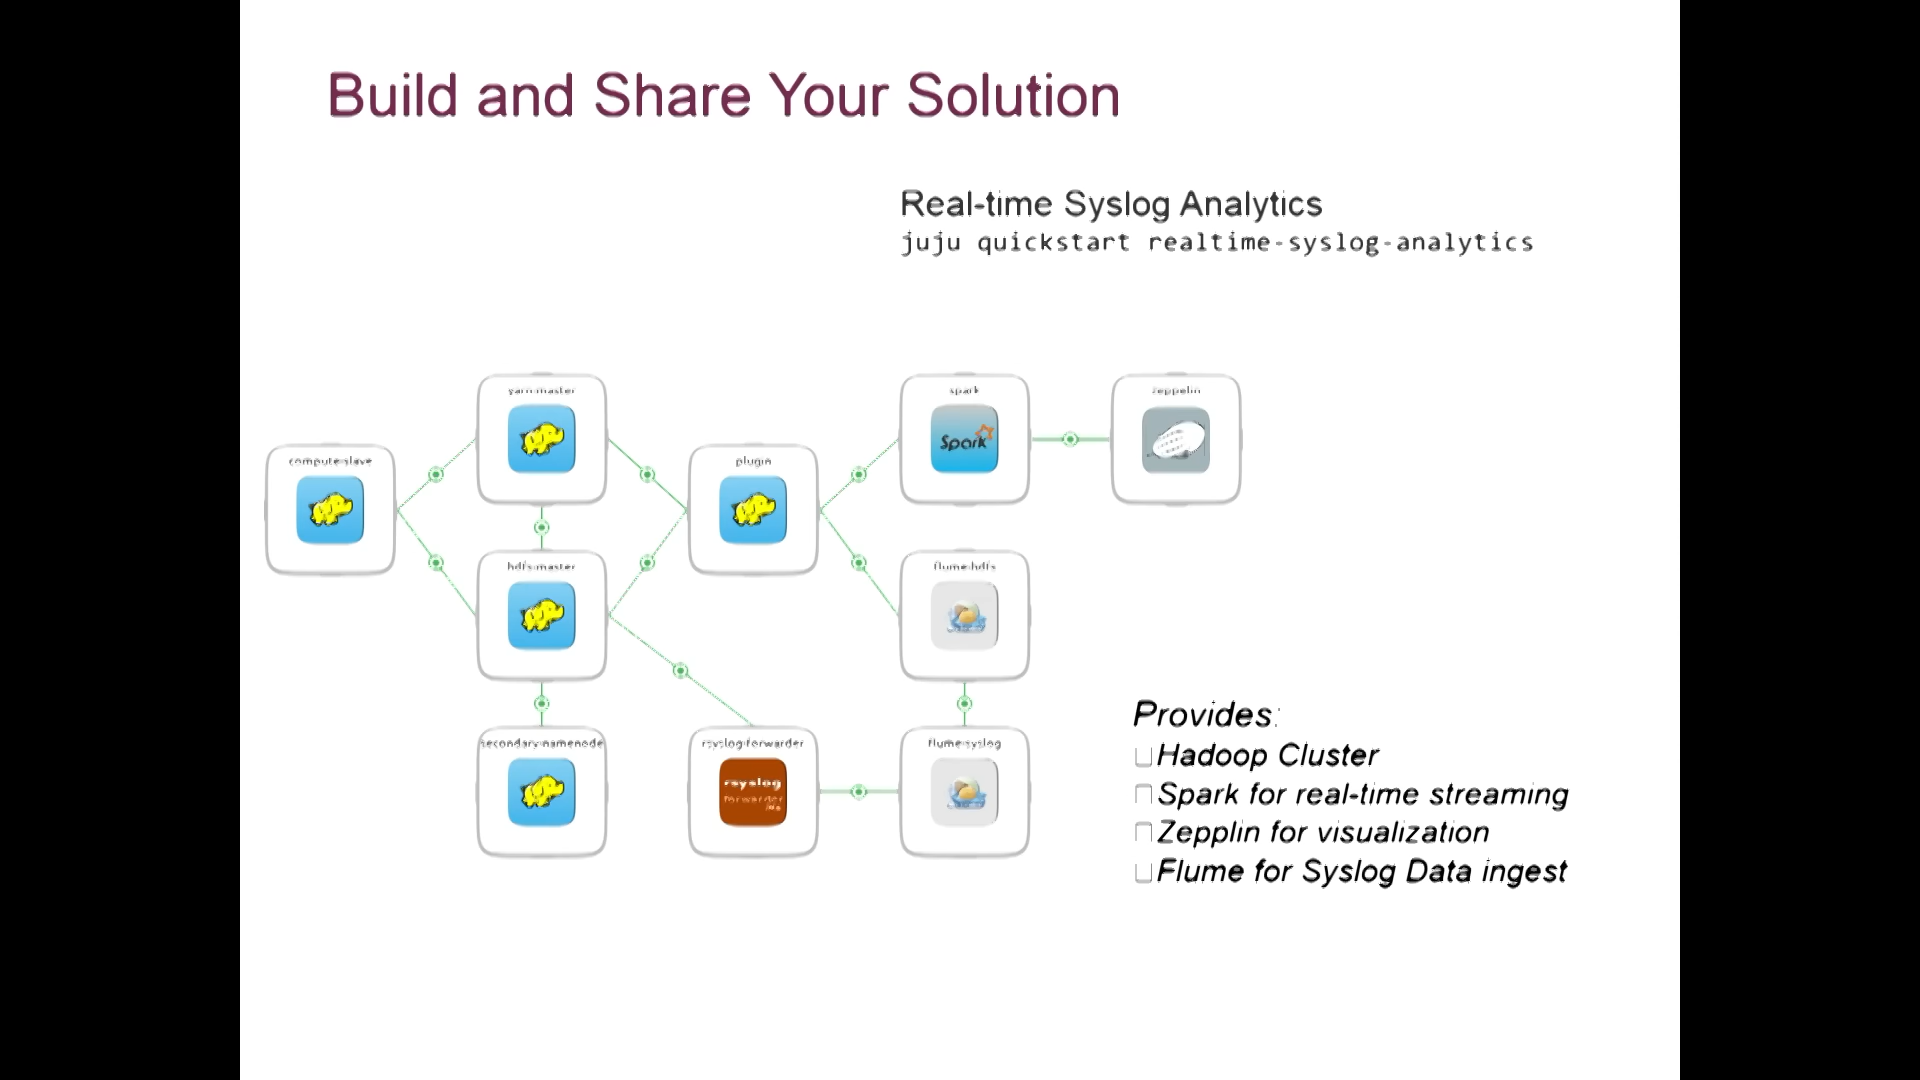 Build and Share Your Solution
Real-time Syslog Analytics
juju quickstart realtime-syslog-analytics
yarn-master
spark
Spark
zeppelin
compute-slave
plugin
hdfs-master
flume-hdfs
secondary-namenode
rsyslog-forwarder
rsyslog
forwarder
flume-syslog
Provides:
Hadoop Cluster
Spark for real-time streaming
Zepplin for visualization
Flume for Syslog Data ingest